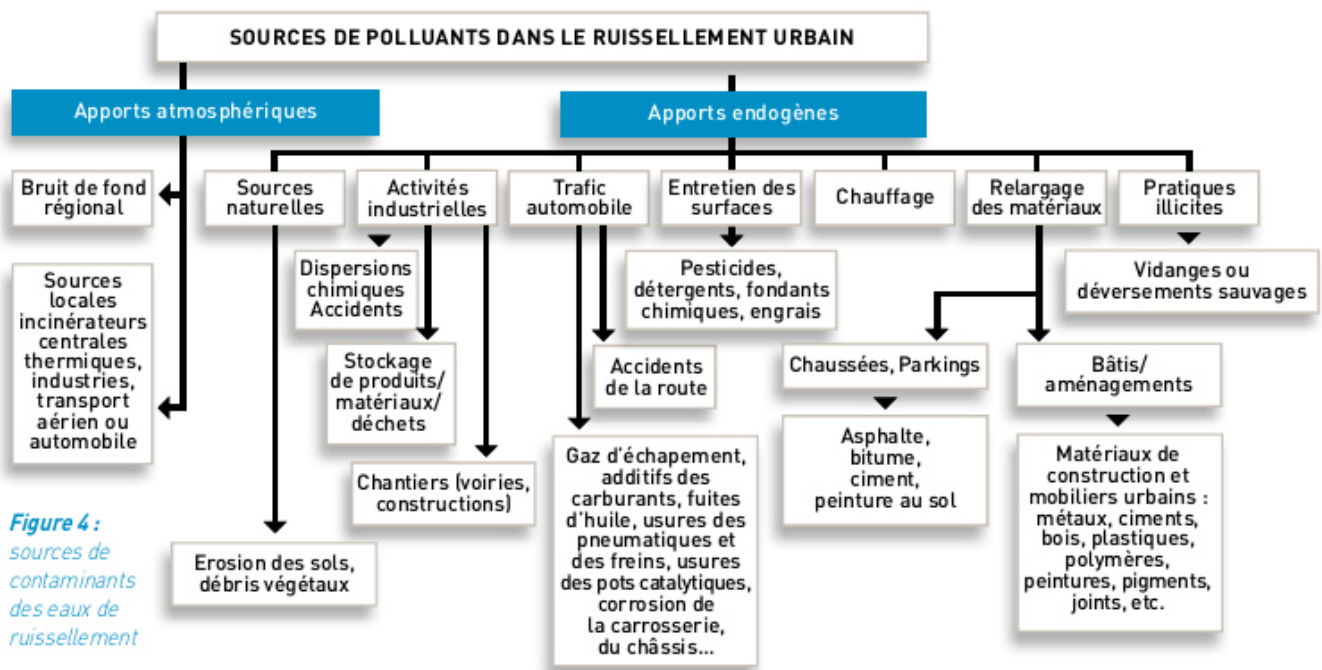 SOURCES DE POLLUANTS DANS LE RUISSELLEMENT URBAIN
Apports atmosphériques
Apports endogènes
Bruit de fond
régional
Sources
locales
incinérateurs
centrales
thermiques,
industries,
transport
aérien ou
automobile
Sources
naturelles
Activités
industrielles
Trafic
automobile
Entretien des
surfaces
Chauffage
Relargage
des matériaux
Pratiques
illicites
Dispersions
chimiques
Accidents
Stockage
de produits/
matériaux/
déchets
Chantiers (voiries,
constructions)
Erosion des sols,
débris végétaux
Pesticides,
détergents, fondants
chimiques, engrais
Accidents
de la route
Gaz d'échapement,
additifs des
carburants, fuites
d'huile, usures des
pneumatiques et
des freins, usures
des pots catalytiques,
corrosion de
la carrosserie,
du châssis...
Vidanges ou
déversements sauvages
Chaussées, Parkings
Asphalte,
bitume,
ciment,
peinture au sol
Bâtis/
aménagements
Matériaux de
construction et
mobiliers urbains :
métaux, ciments,
bois, plastiques,
polymères,
peintures, pigments,
joints, etc.
Figure 4 :
sources de
contaminants
des eaux de
ruissellement